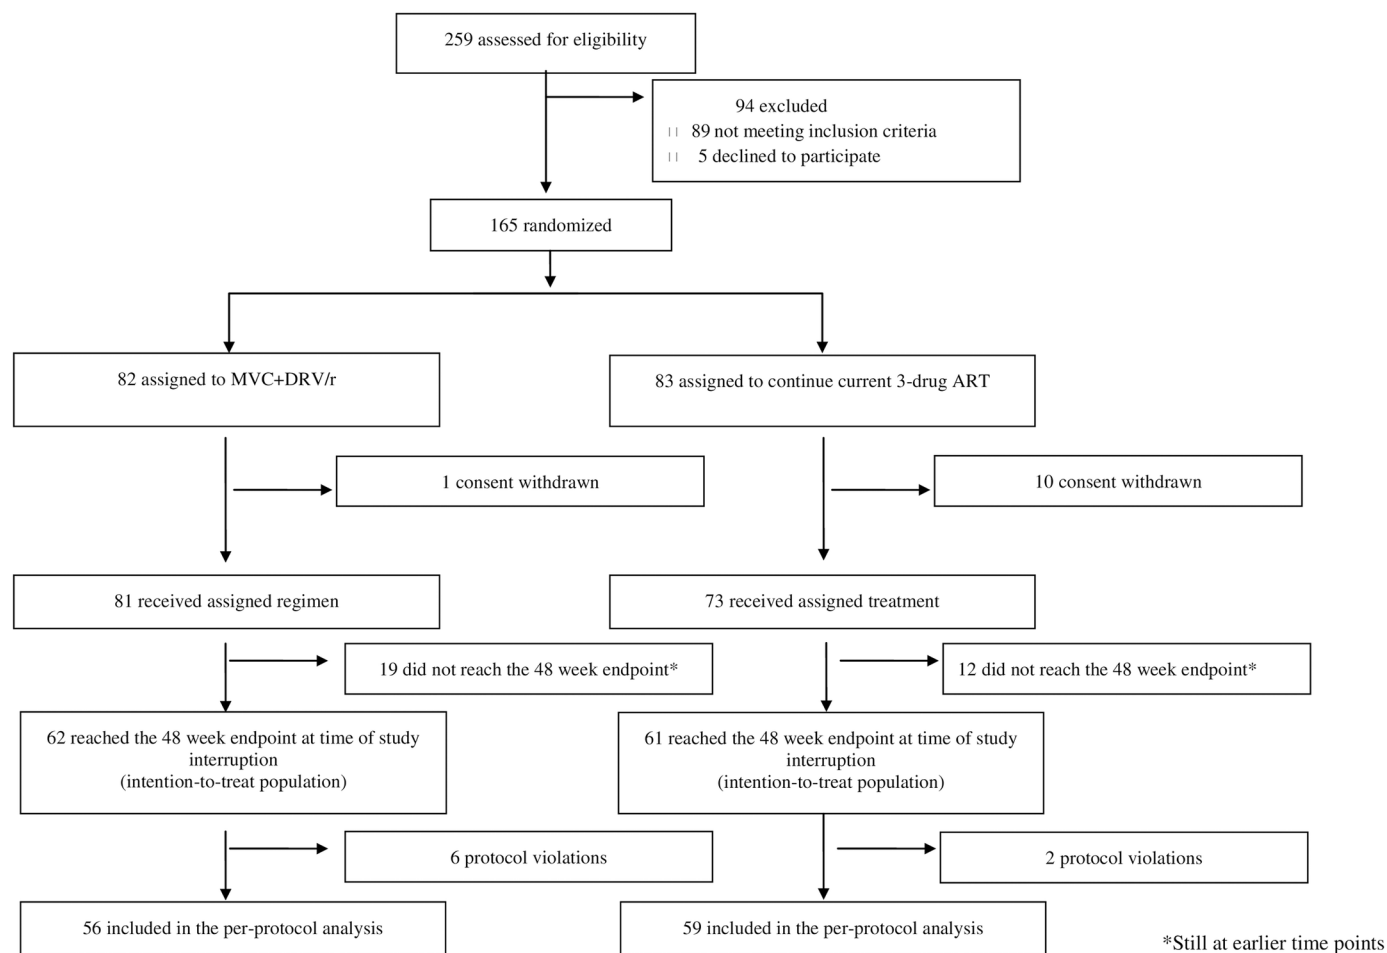 259 assessed for eligibility
94 excluded
89 not meeting inclusion criteria
5 declined to participate
165 randomized
82 assigned to MVC+DRV/r
83 assigned to continue current 3-drug ART
1 consent withdrawn
10 consent withdrawn
81 received assigned regimen
73 received assigned treatment
19 did not reach the 48 week endpoint*
12 did not reach the 48 week endpoint*
62 reached the 48 week endpoint at time of study
interruption
(intention-to-treat population)
61 reached the 48 week endpoint at time of study
interruption
(intention-to-treat population)
6 protocol violations
2 protocol violations
56 included in the per-protocol analysis
59 included in the per-protocol analysis
*Still at earlier time points